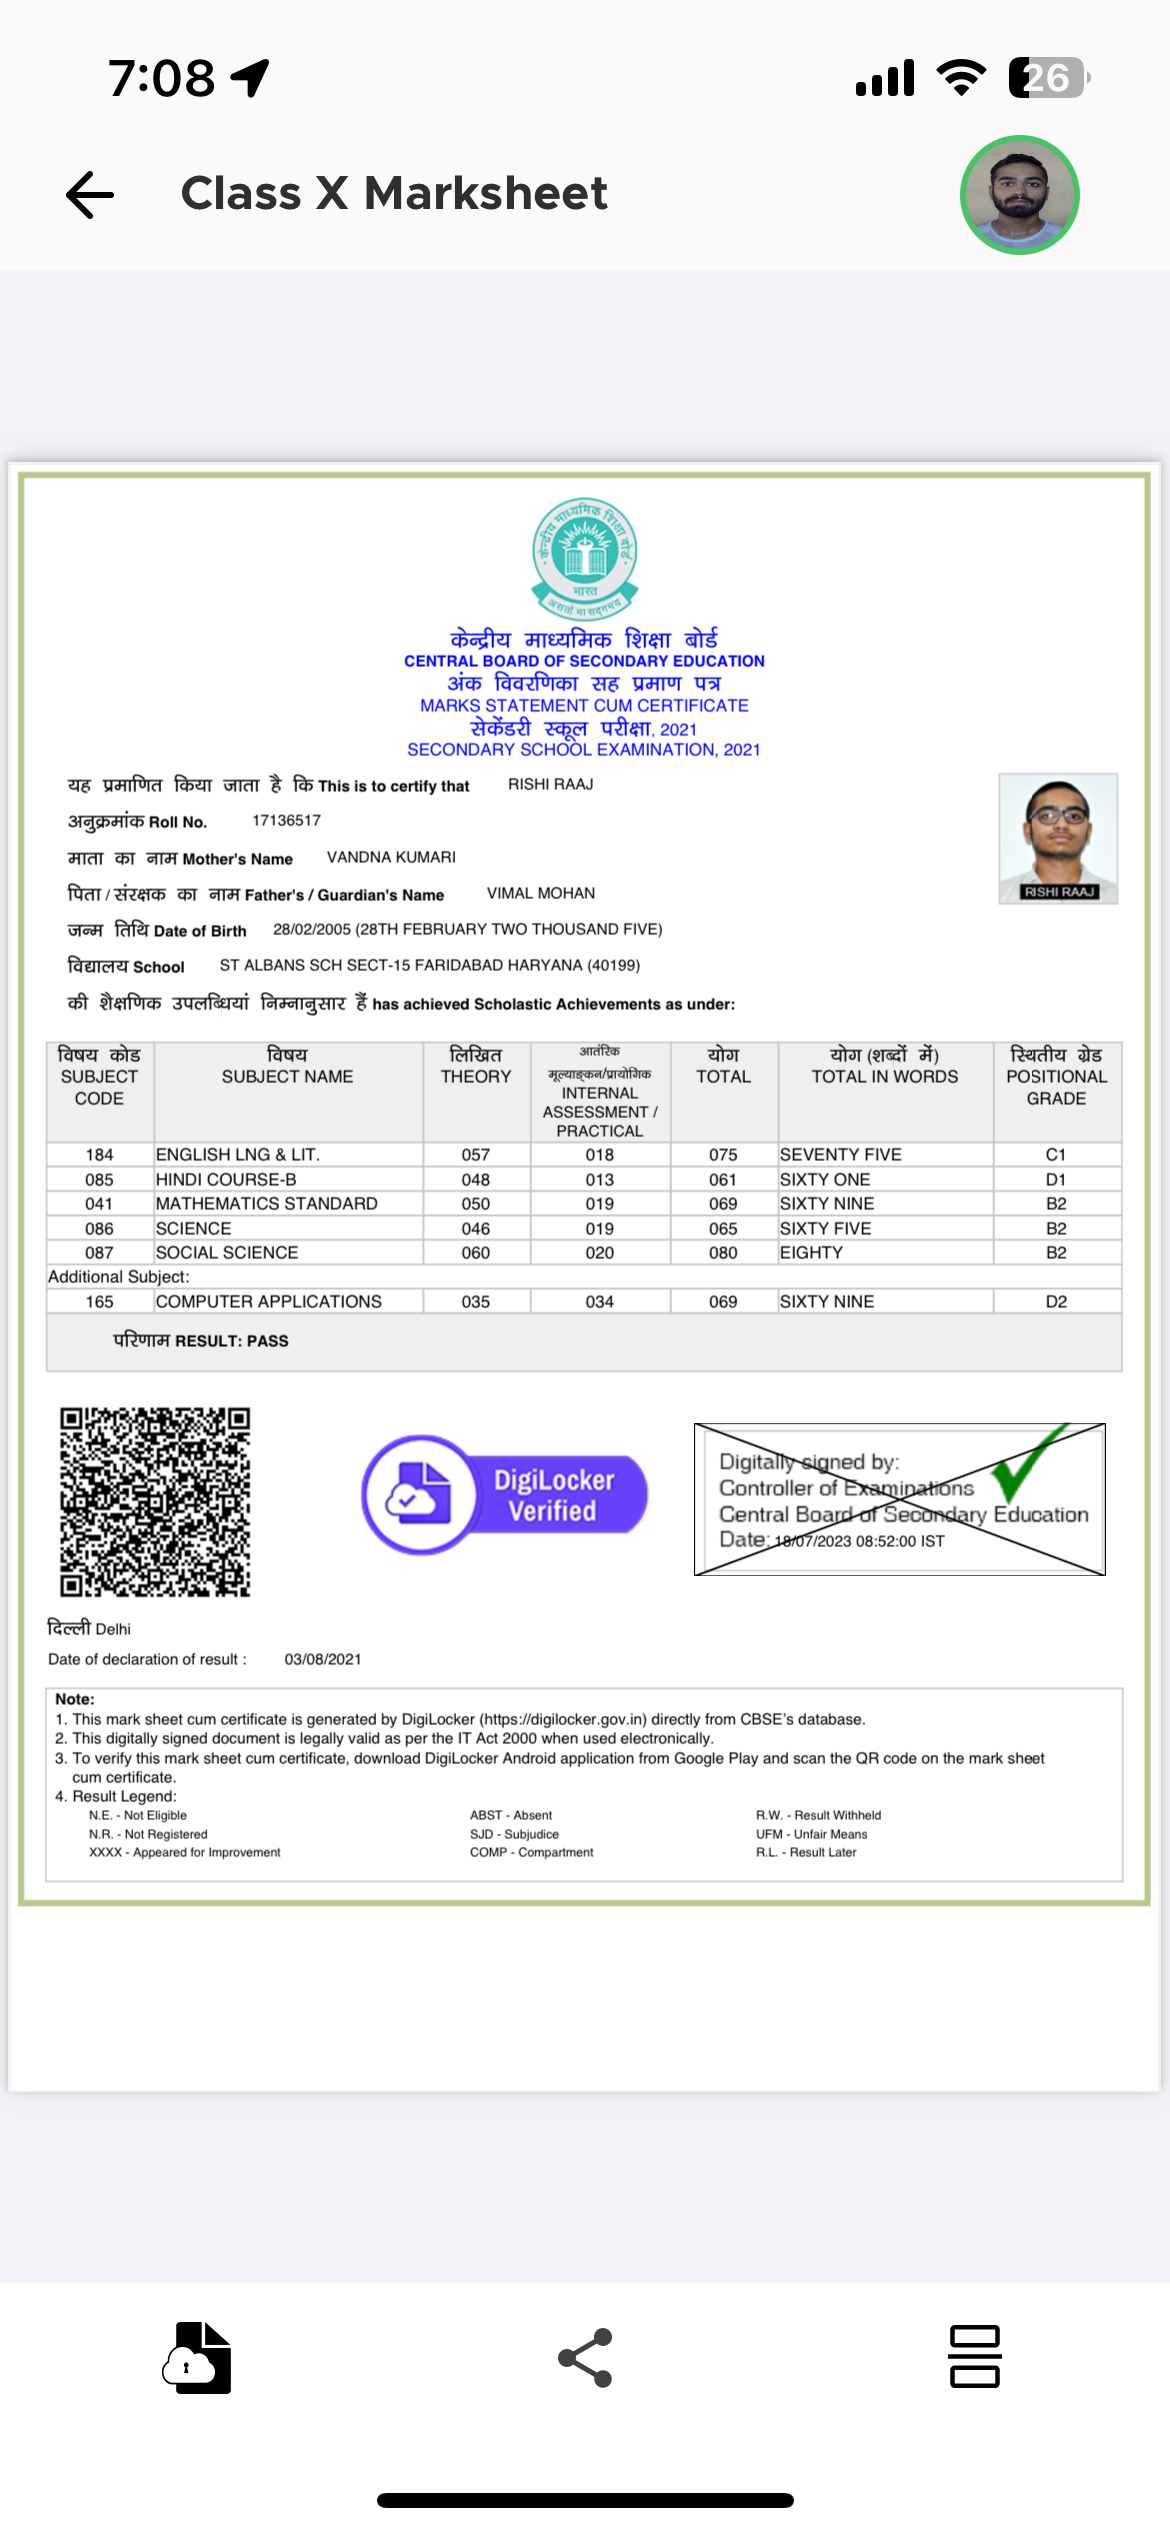 7:08
26
Class X Marksheet
केन्द्रीय माध्यमिक शिक्षा बोर्ड
भारत
असतो मा सद्गमय
केन्द्रीय माध्यमिक शिक्षा बोर्ड
CENTRAL BOARD OF SECONDARY EDUCATION
अंक विवरणिका सह प्रमाण पत्र
MARKS STATEMENT CUM CERTIFICATE
सेकेंडरी स्कूल परीक्षा, 2021
SECONDARY SCHOOL EXAMINATION, 2021
यह प्रमाणित किया जाता है कि This is to certify that RISHI RAAJ
अनुक्रमांक Roll No. 17136517
माता का नाम Mother's Name VANDNA KUMARI
पिता / संरक्षक का नाम Father's / Guardian's Name VIMAL MOHAN
RISHI RAAJ
जन्म तिथि Date of Birth 28/02/2005 (28TH FEBRUARY TWO THOUSAND FIVE)
विद्यालय School ST ALBANS SCH SECT-15 FARIDABAD HARYANA (40199)
की शैक्षणिक उपलब्धियां निम्नानुसार हैं has achieved Scholastic Achievements as under:
विषय कोड SUBJECT CODE
विषय SUBJECT NAME
लिखित THEORY
आतंरिक मूल्याङ्कन/प्रायोगिक INTERNAL ASSESSMENT / PRACTICAL
योग TOTAL
योग (शब्दों में) TOTAL IN WORDS
स्थितीय ग्रेड POSITIONAL GRADE
184 ENGLISH LNG & LIT. 057 018 075 SEVENTY FIVE C1
085 HINDI COURSE-B 048 013 061 SIXTY ONE D1
041 MATHEMATICS STANDARD 050 019 069 SIXTY NINE B2
086 SCIENCE 046 019 065 SIXTY FIVE B2
087 SOCIAL SCIENCE 060 020 080 EIGHTY B2
Additional Subject:
165 COMPUTER APPLICATIONS 035 034 069 SIXTY NINE D2
परिणाम RESULT: PASS
DigiLocker
Verified
Digitally signed by:
Controller of Examinations
Central Board of Secondary Education
Date: 18/07/2023 08:52:00 IST
दिल्ली Delhi
Date of declaration of result : 03/08/2021
Note:
1. This mark sheet cum certificate is generated by DigiLocker (https://digilocker.gov.in) directly from CBSE's database.
2. This digitally signed document is legally valid as per the IT Act 2000 when used electronically.
3. To verify this mark sheet cum certificate, download DigiLocker Android application from Google Play and scan the QR code on the mark sheet
cum certificate.
4. Result Legend:
N.E. - Not Eligible ABST - Absent R.W. - Result Withheld
N.R. - Not Registered SJD - Subjudice UFM - Unfair Means
XXXX - Appeared for Improvement COMP - Compartment R.L. - Result Later